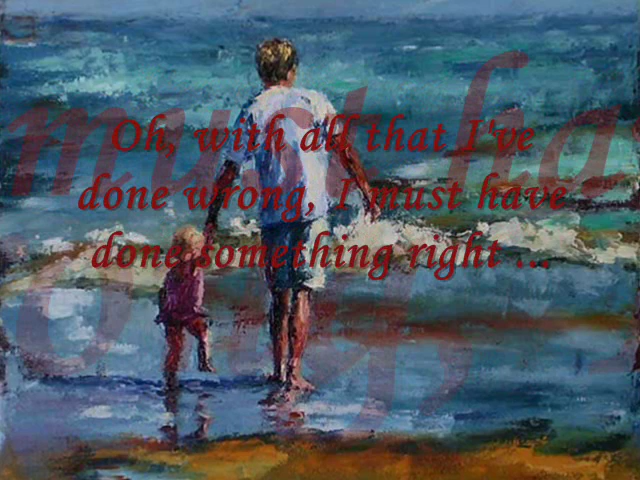 Oh, with all that I've
done wrong, I must have
done something right ...